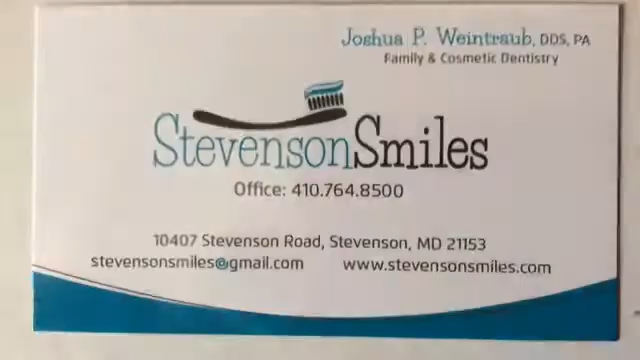 Joshua P. Weintraub, DDS, PA
Family & Cosmetic Dentistry
StevensonSmiles
Office: 410.764.8500
10407 Stevenson Road, Stevenson, MD 21153
stevensonsmiles@gmail.com www.stevensonsmiles.com